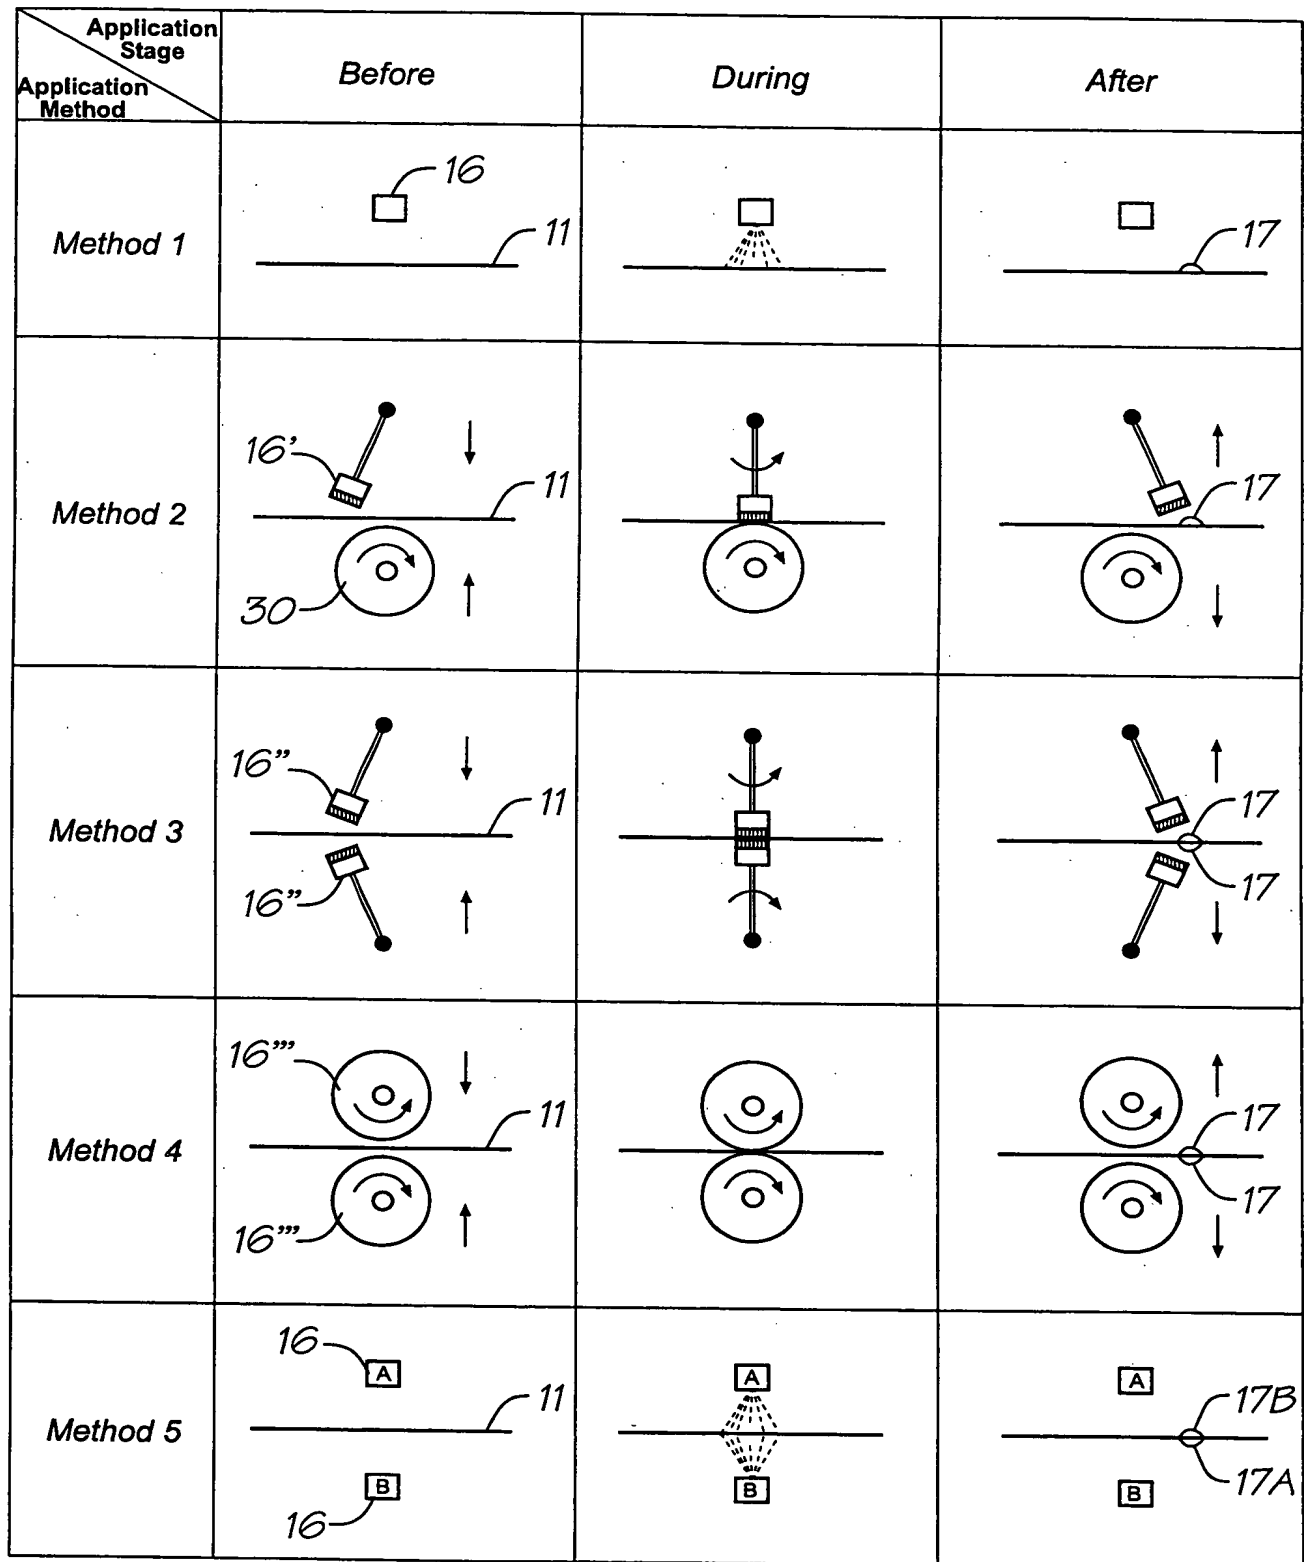 Application
Stage
Application
Method
Before
During
After
Method 1
16
11
17
Method 2
16'
11
30
17
Method 3
16"
11
16"
17
17
Method 4
16"'
11
16"'
17
17
Method 5
16
A
11
B
16
A
B
A
17B
17A
B